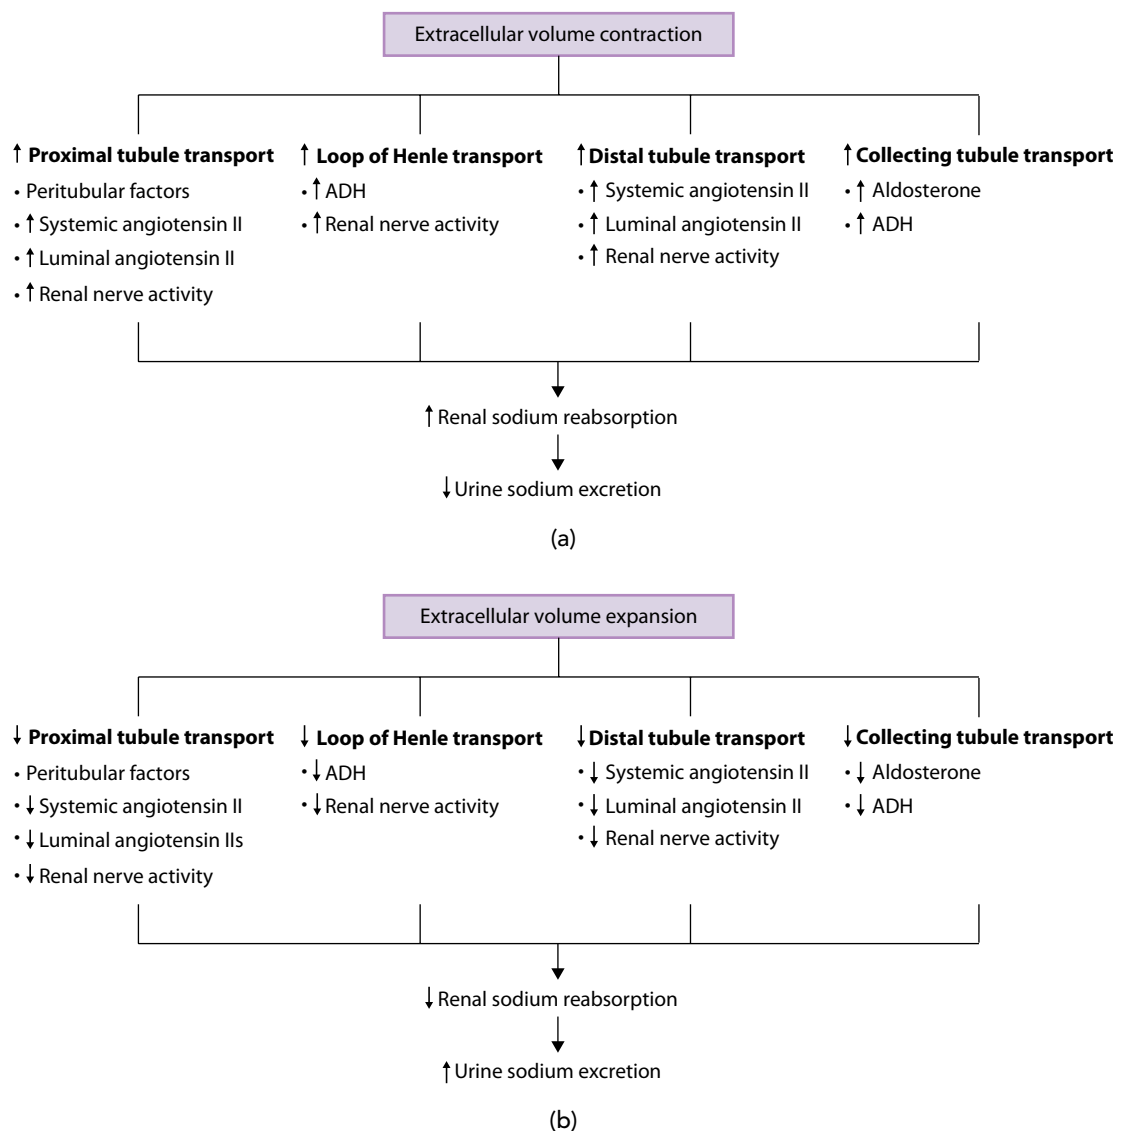 Extracellular volume contraction
↑ Proximal tubule transport
• Peritubular factors
• ↑ Systemic angiotensin II
• ↑ Luminal angiotensin II
• ↑ Renal nerve activity
↑ Loop of Henle transport
• ↑ ADH
• ↑ Renal nerve activity
↑ Distal tubule transport
• ↑ Systemic angiotensin II
• ↑ Luminal angiotensin II
• ↑ Renal nerve activity
↑ Collecting tubule transport
• ↑ Aldosterone
• ↑ ADH
↑ Renal sodium reabsorption
↓ Urine sodium excretion
(a)
Extracellular volume expansion
↓ Proximal tubule transport
• Peritubular factors
• ↓ Systemic angiotensin II
• ↓ Luminal angiotensin IIs
• ↓ Renal nerve activity
↓ Loop of Henle transport
• ↓ ADH
• ↓ Renal nerve activity
↓ Distal tubule transport
• ↓ Systemic angiotensin II
• ↓ Luminal angiotensin II
• ↓ Renal nerve activity
↓ Collecting tubule transport
• ↓ Aldosterone
• ↓ ADH
↓ Renal sodium reabsorption
↑ Urine sodium excretion
(b)